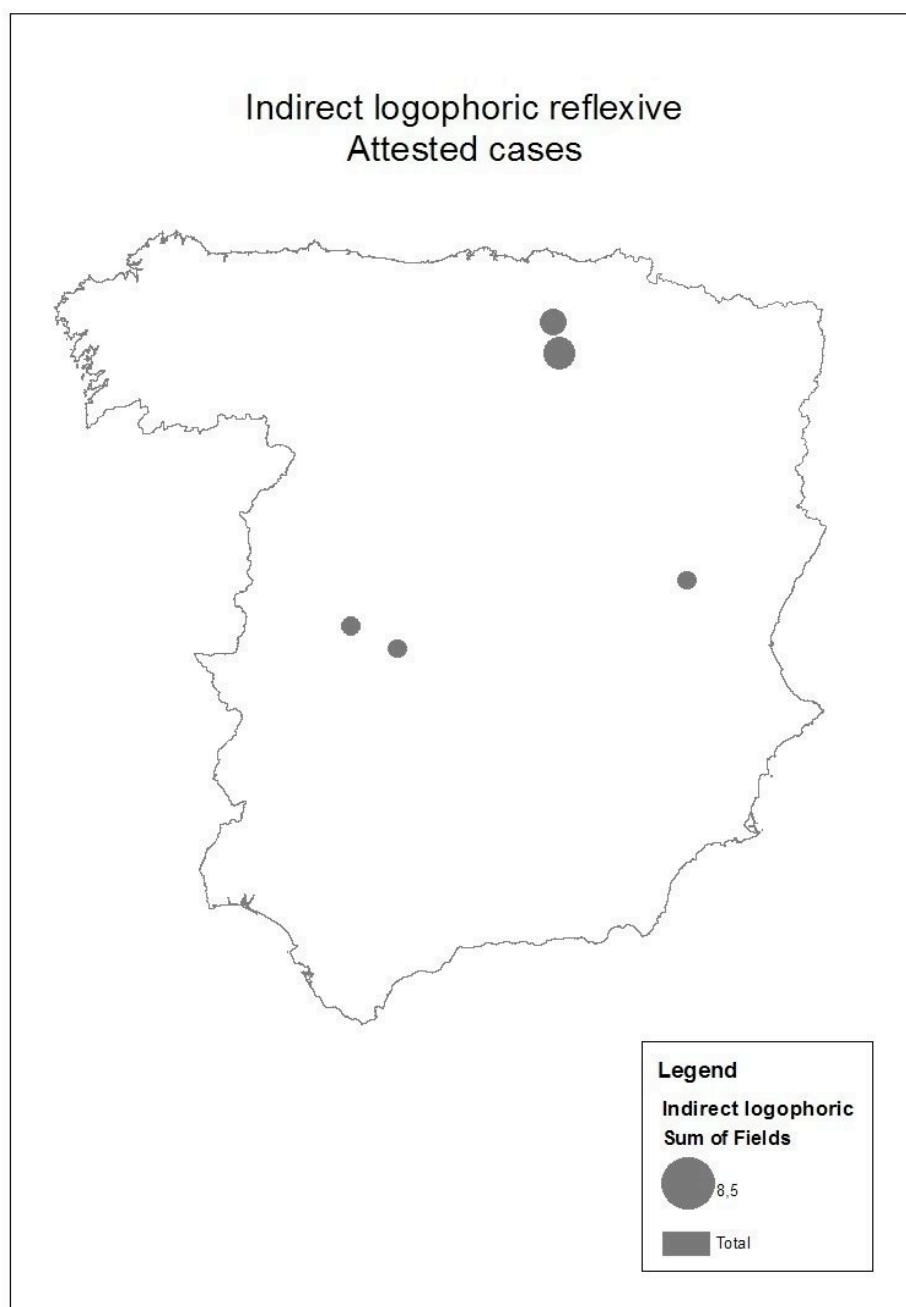 Indirect logophoric reflexive
Attested cases
Legend
Indirect logophoric
Sum of Fields
8,5
Total